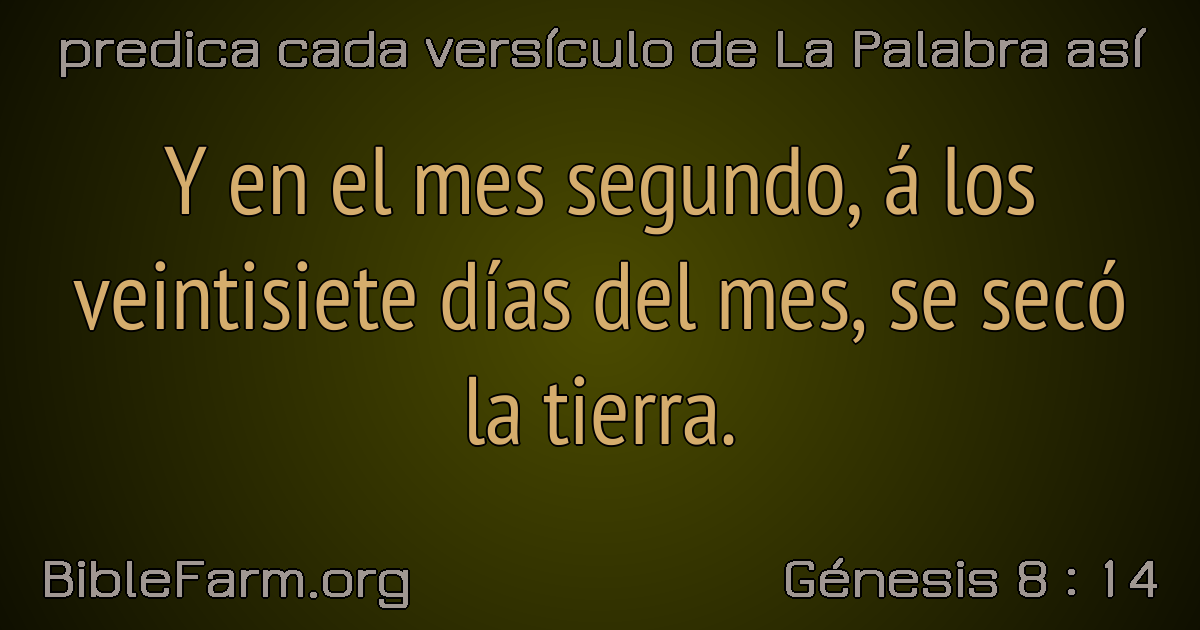 predica cada versículo de La Palabra así
Y en el mes segundo, á los
veintisiete días del mes, se secó
la tierra.
BibleFarm.org
Génesis 8 : 14